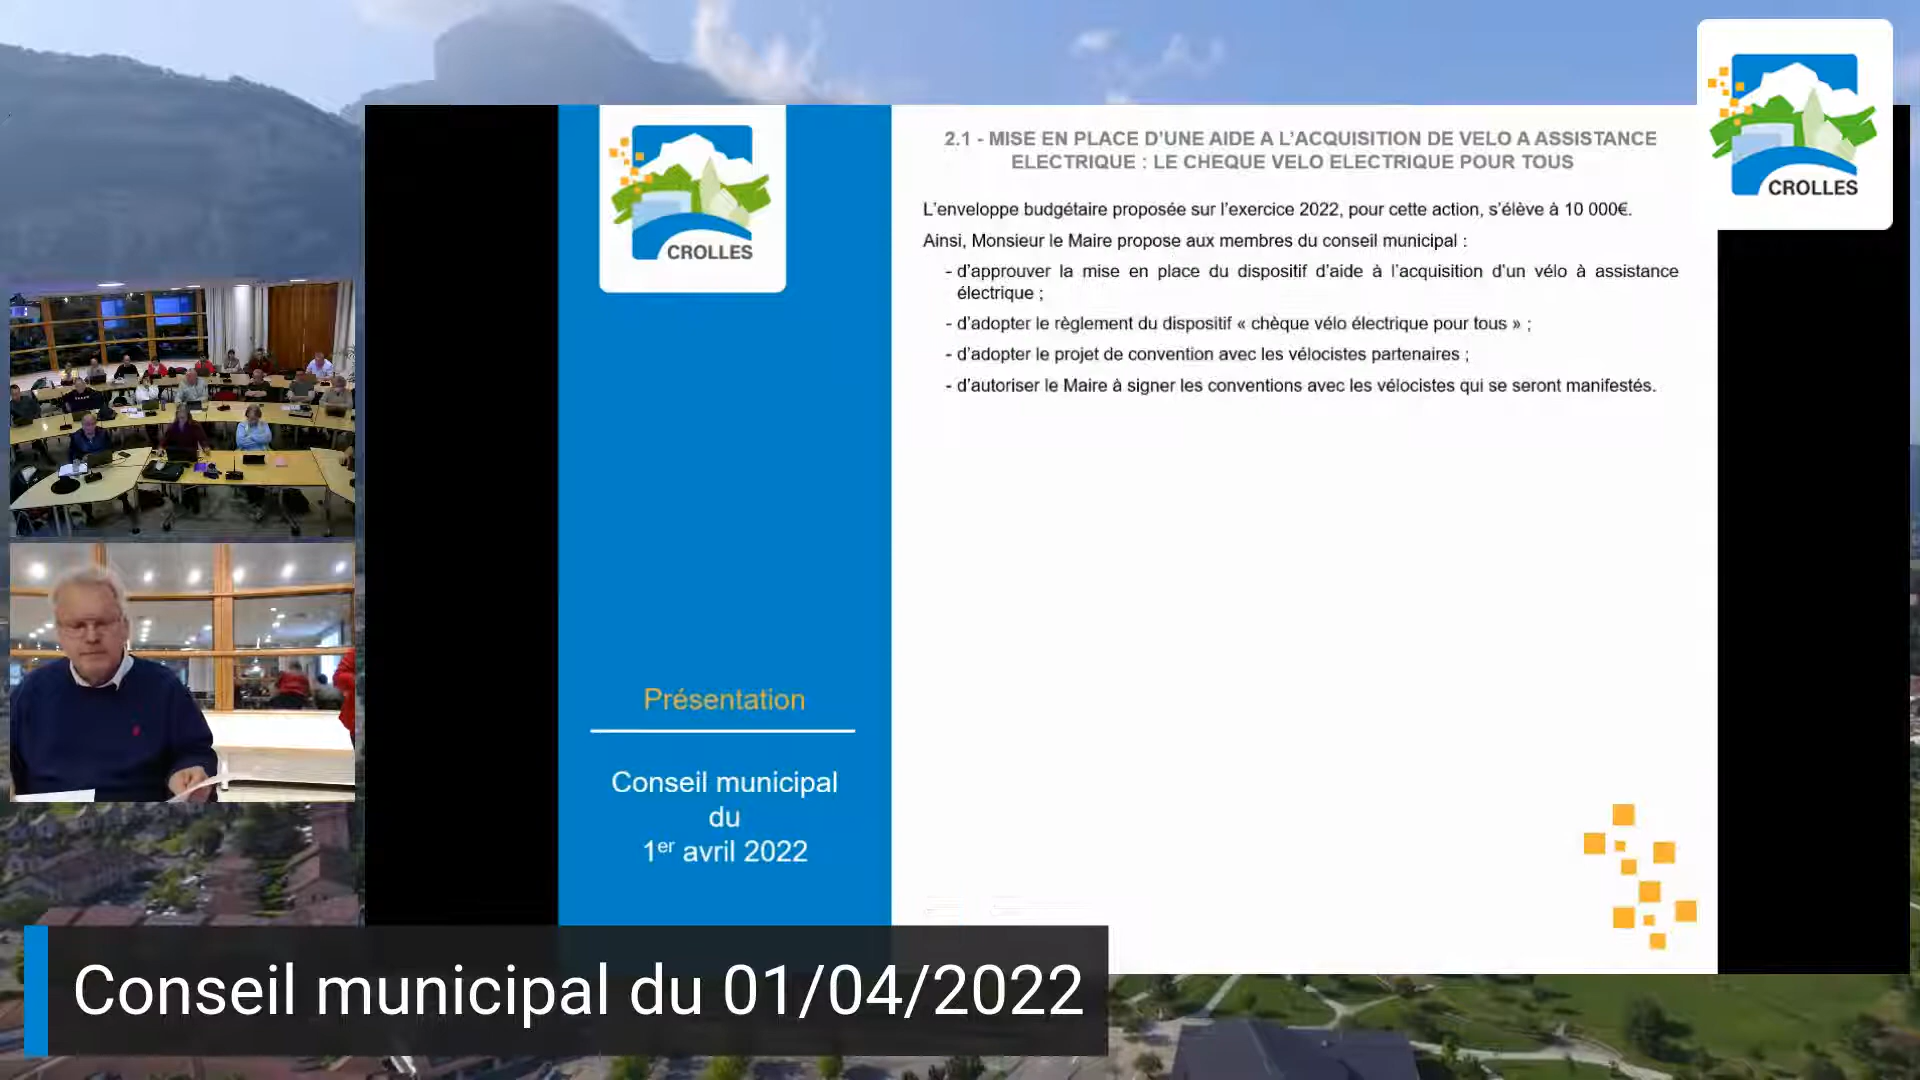 CROLLES
CROLLES
2.1 - MISE EN PLACE D’UNE AIDE A L’ACQUISITION DE VELO A ASSISTANCE
ELECTRIQUE : LE CHEQUE VELO ELECTRIQUE POUR TOUS
L’enveloppe budgétaire proposée sur l’exercice 2022, pour cette action, s’élève à 10 000€.
Ainsi, Monsieur le Maire propose aux membres du conseil municipal :
- d’approuver la mise en place du dispositif d’aide à l’acquisition d’un vélo à assistance
électrique ;
- d’adopter le règlement du dispositif « chèque vélo électrique pour tous » ;
- d’adopter le projet de convention avec les vélocistes partenaires ;
- d’autoriser le Maire à signer les conventions avec les vélocistes qui se seront manifestés.
Présentation
Conseil municipal
du
1er avril 2022
Conseil municipal du 01/04/2022